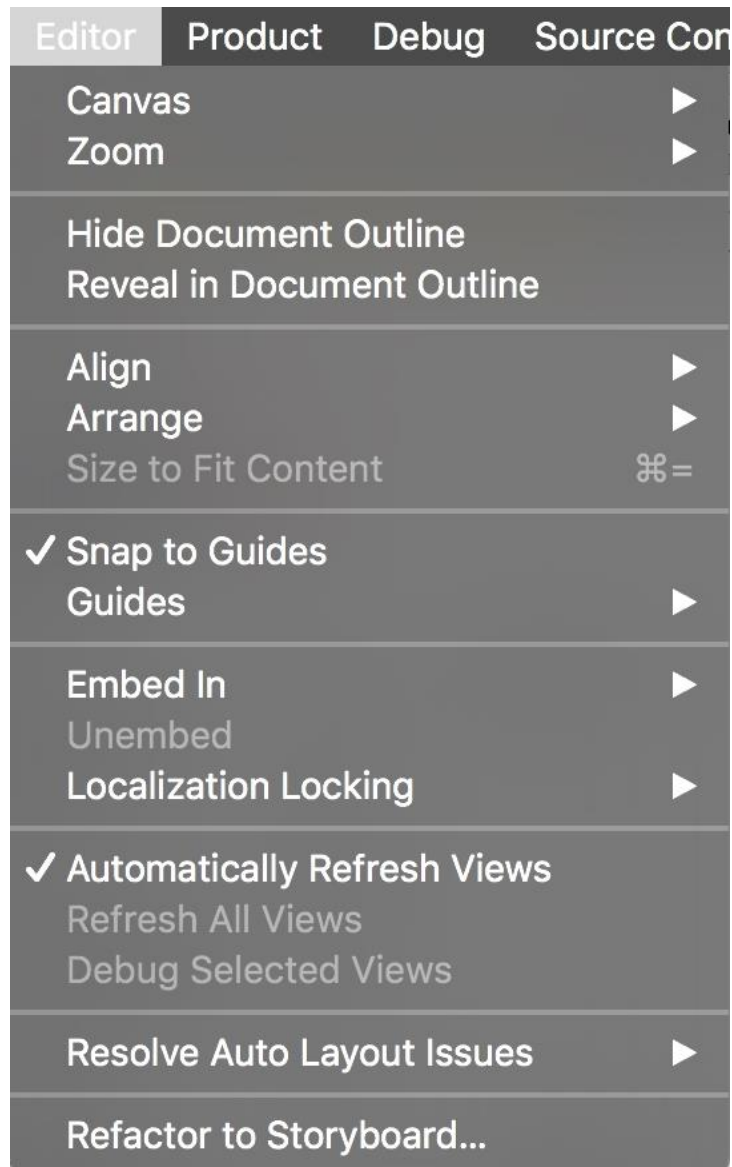 Editor Product Debug Source Con
Canvas ▶
Zoom ▶
Hide Document Outline
Reveal in Document Outline
Align ▶
Arrange ▶
Size to Fit Content ⌘=
✓ Snap to Guides
Guides ▶
Embed In ▶
Unembed
Localization Locking ▶
✓ Automatically Refresh Views
Refresh All Views
Debug Selected Views
Resolve Auto Layout Issues ▶
Refactor to Storyboard...